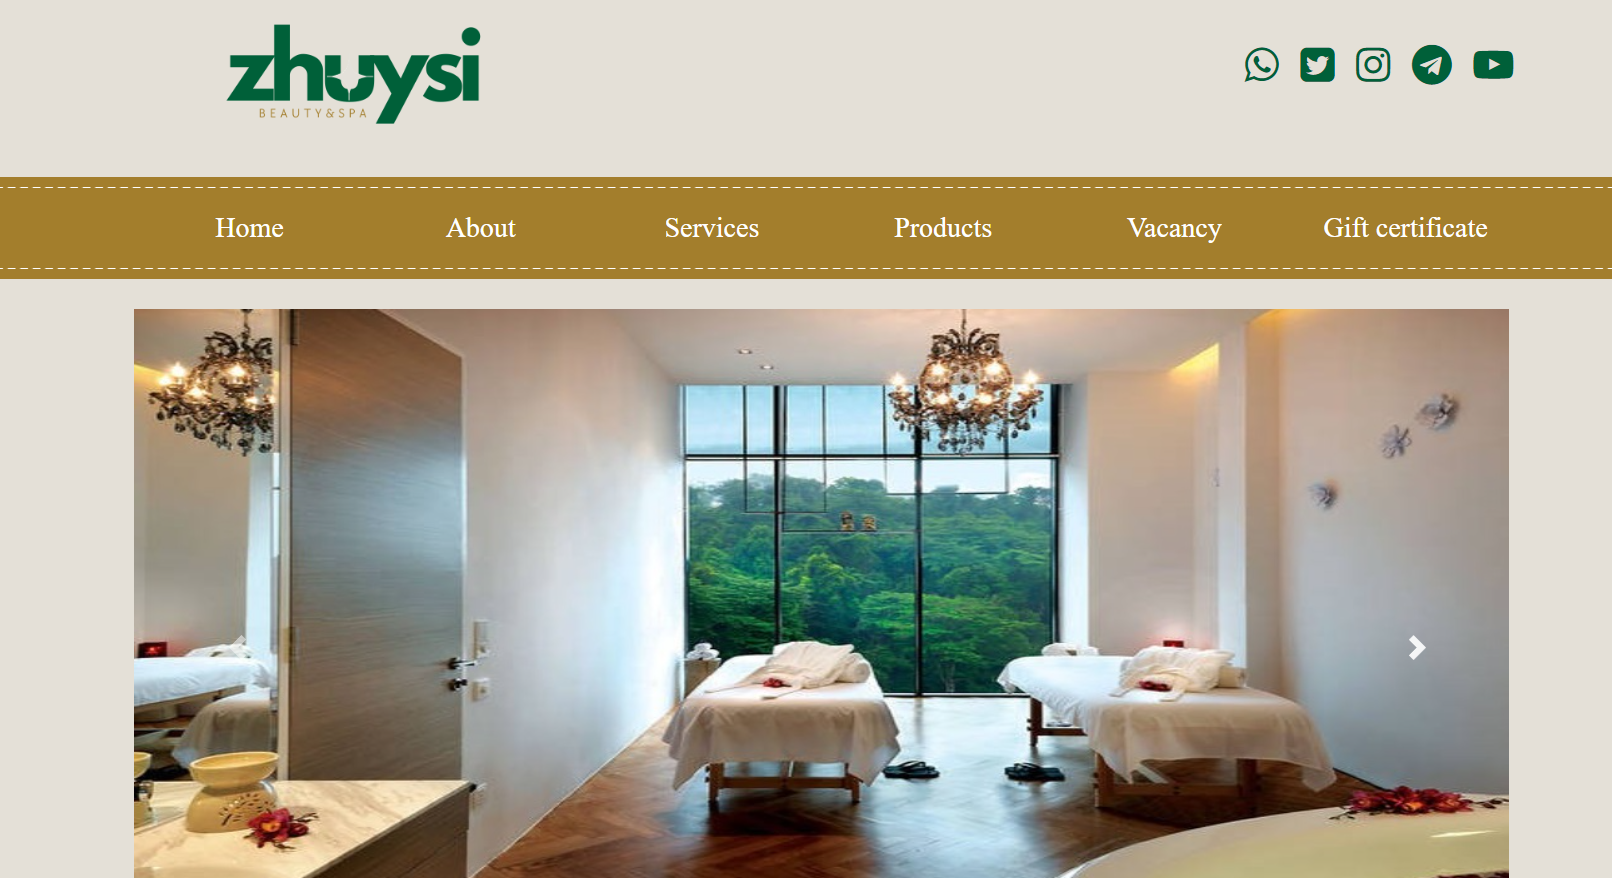 zhuysi
BEAUTY&SPA
Home About Services Products Vacancy Gift certificate